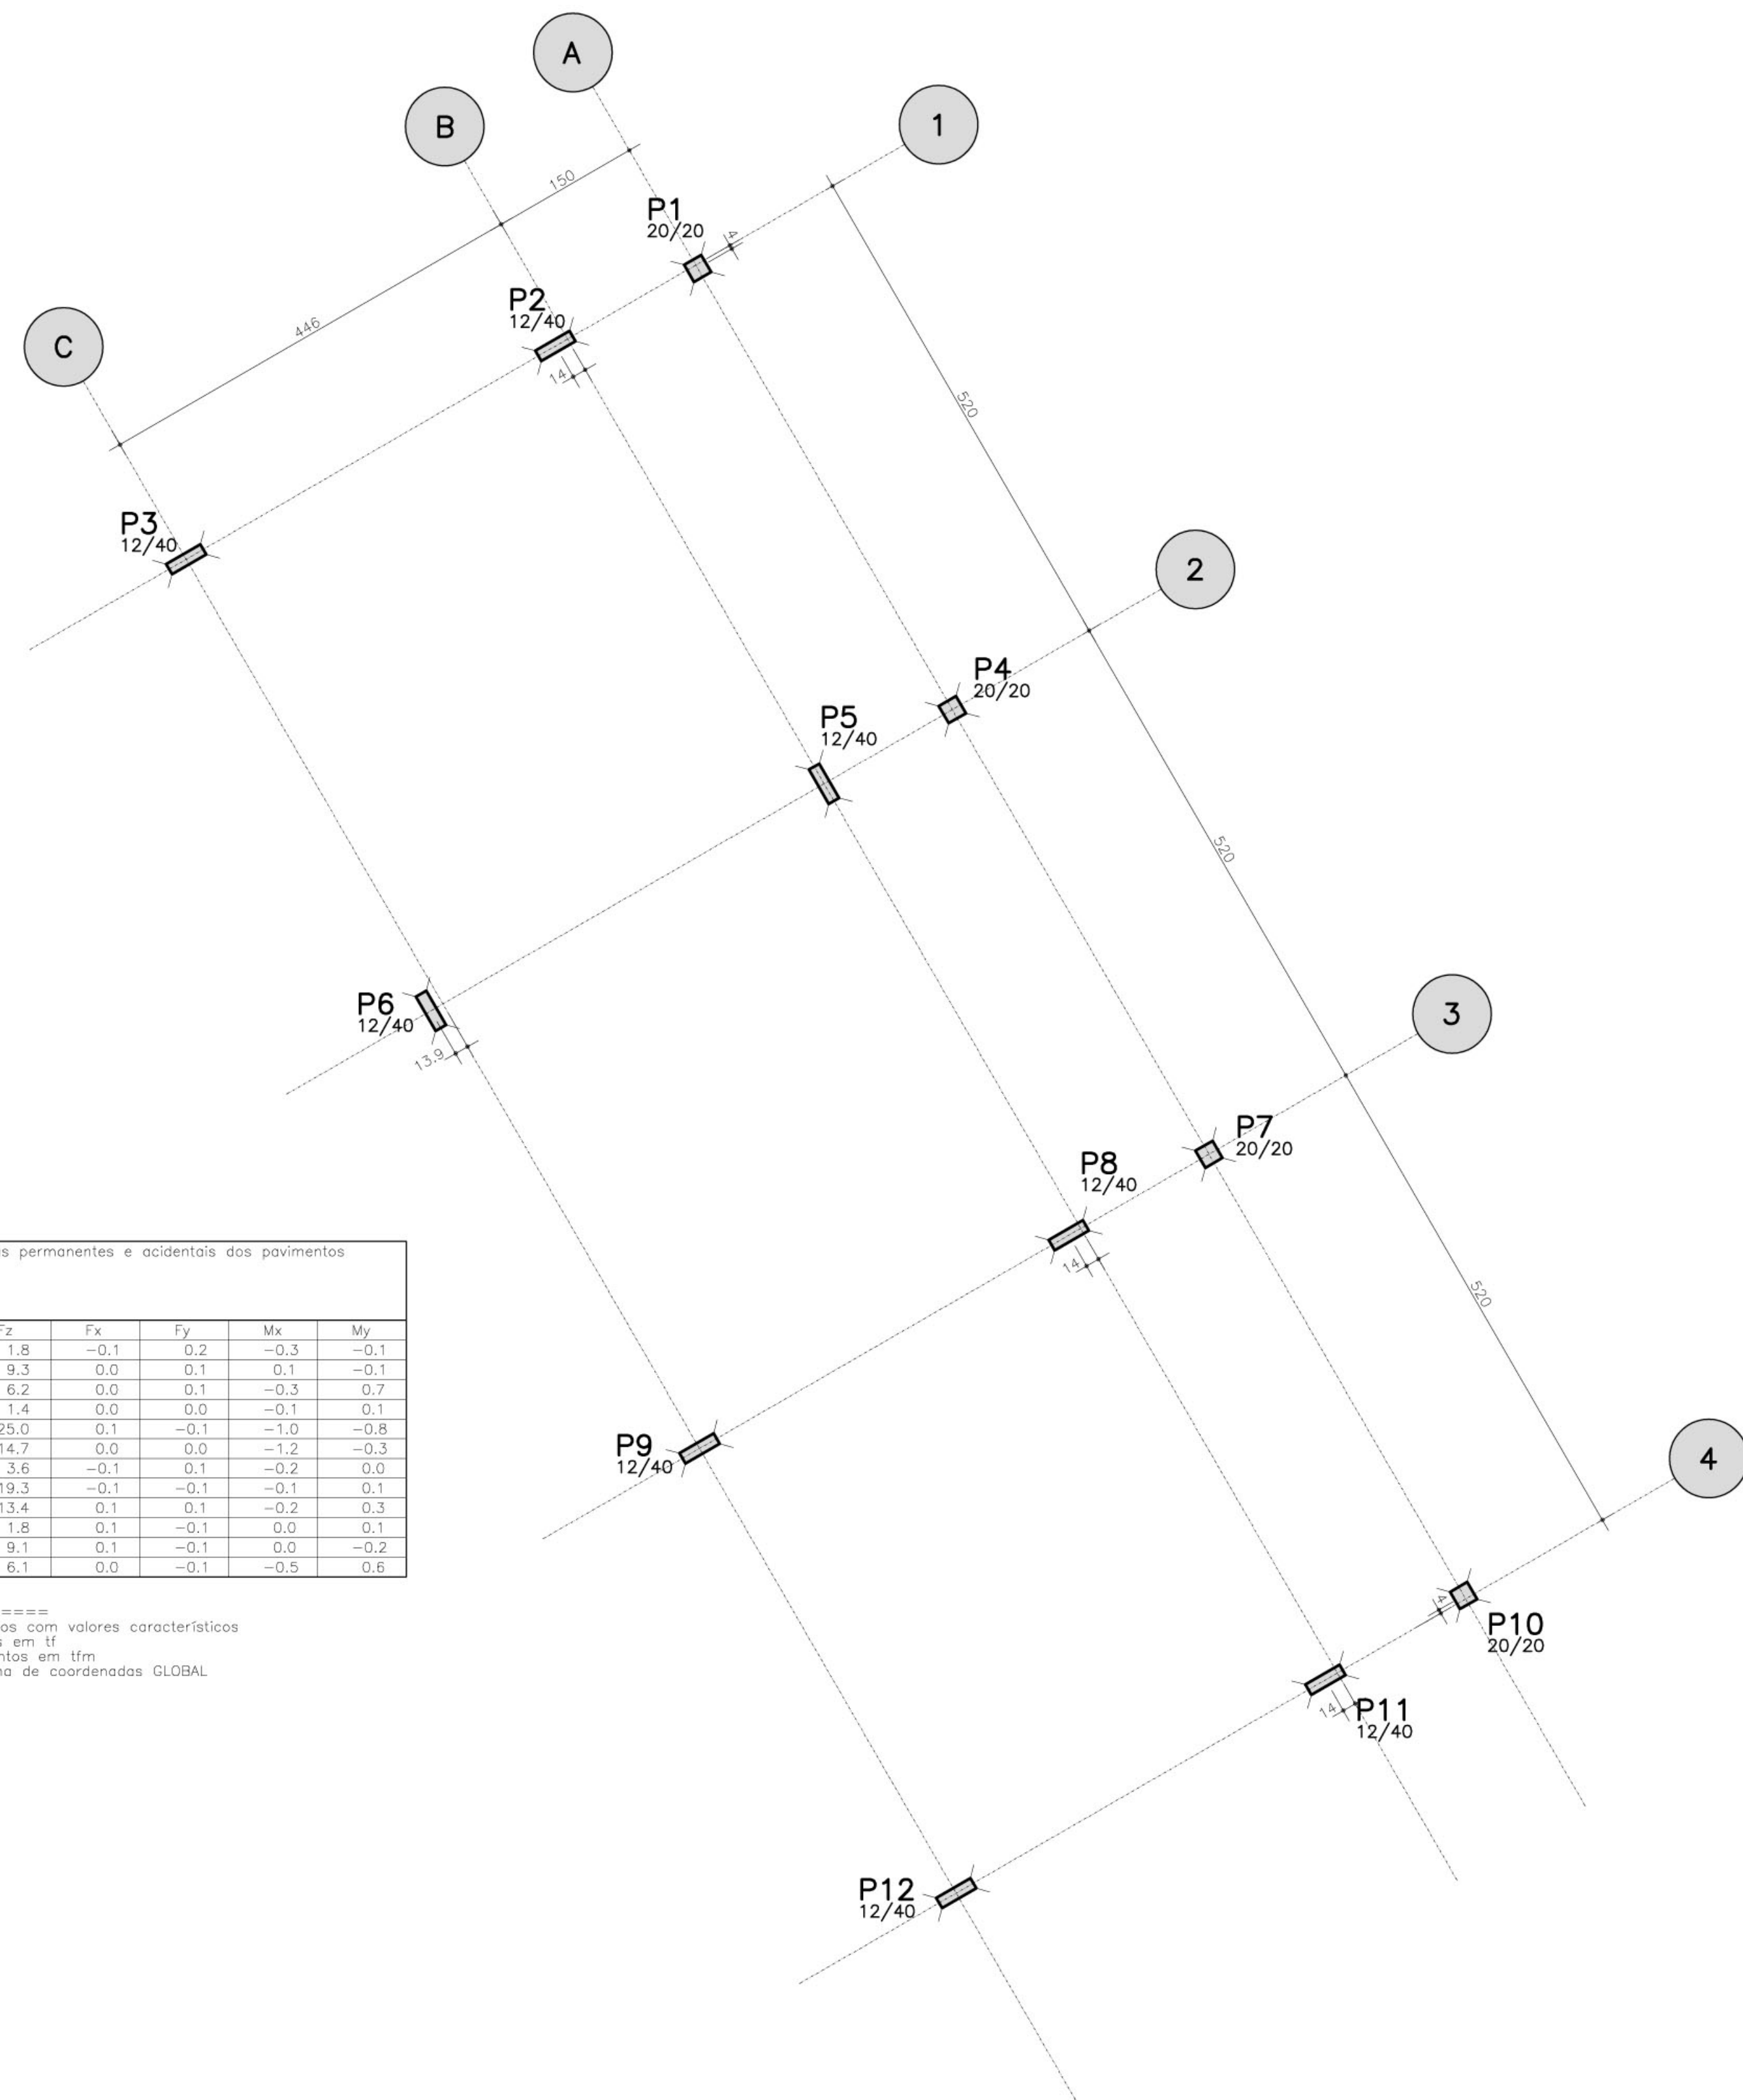 A
B
1
150
P1
20/20
4
P2
12/40
446
C
14
520
P3
12/40
2
P4
20/20
P5
12/40
520
P6
12/40
13.9
3
P7
20/20
P8
12/40
14
s permanentes e acidentais dos pavimentos
520
Fz Fx Fy Mx My
1.8 -0.1 0.2 -0.3 -0.1
9.3 0.0 0.1 0.1 -0.1
6.2 0.0 0.1 -0.3 0.7
1.4 0.0 0.0 -0.1 0.1
25.0 0.1 -0.1 -1.0 -0.8
14.7 0.0 0.0 -1.2 -0.3
3.6 -0.1 0.1 -0.2 0.0
19.3 -0.1 -0.1 -0.1 0.1
13.4 0.1 0.1 -0.2 0.3
1.8 0.1 -0.1 0.0 0.1
9.1 0.1 -0.1 0.0 -0.2
6.1 0.0 -0.1 -0.5 0.6
P9
12/40
4
====
os com valores característicos
s em tf
ntos em tfm
na de coordenadas GLOBAL
4
P10
20/20
14
P11
12/40
P12
12/40